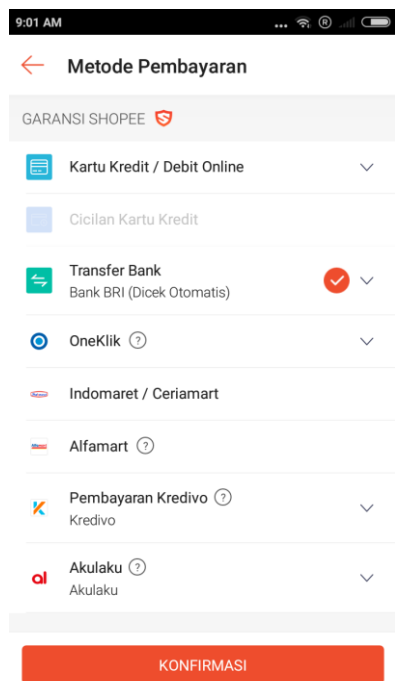 9:01 AM
Metode Pembayaran
GARANSI SHOPEE
Kartu Kredit / Debit Online
Cicilan Kartu Kredit
Transfer Bank
Bank BRI (Dicek Otomatis)
OneKlik ?
Indomaret / Ceriamart
Alfamart ?
Pembayaran Kredivo ?
Kredivo
Akulaku ?
al
Akulaku
KONFIRMASI